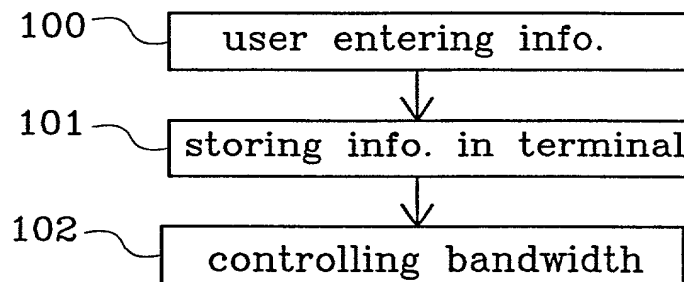 100 user entering info.
101 storing info. in terminal
102 controlling bandwidth